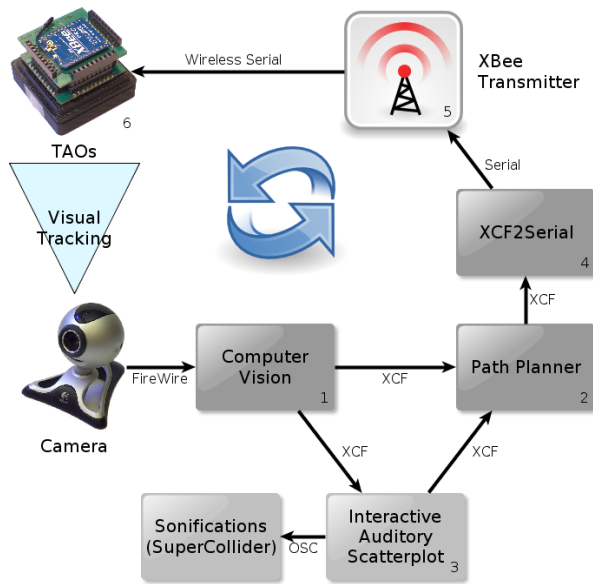 XBee
Wireless Serial
XBee
Transmitter
5
6
TAOs
Serial
Visual
Tracking
XCF2Serial
4
XCF
Computer
Vision
1
FireWire
XCF
Path Planner
2
Camera
XCF
XCF
Sonifications
(SuperCollider)
OSC
Interactive
Auditory
Scatterplot
3